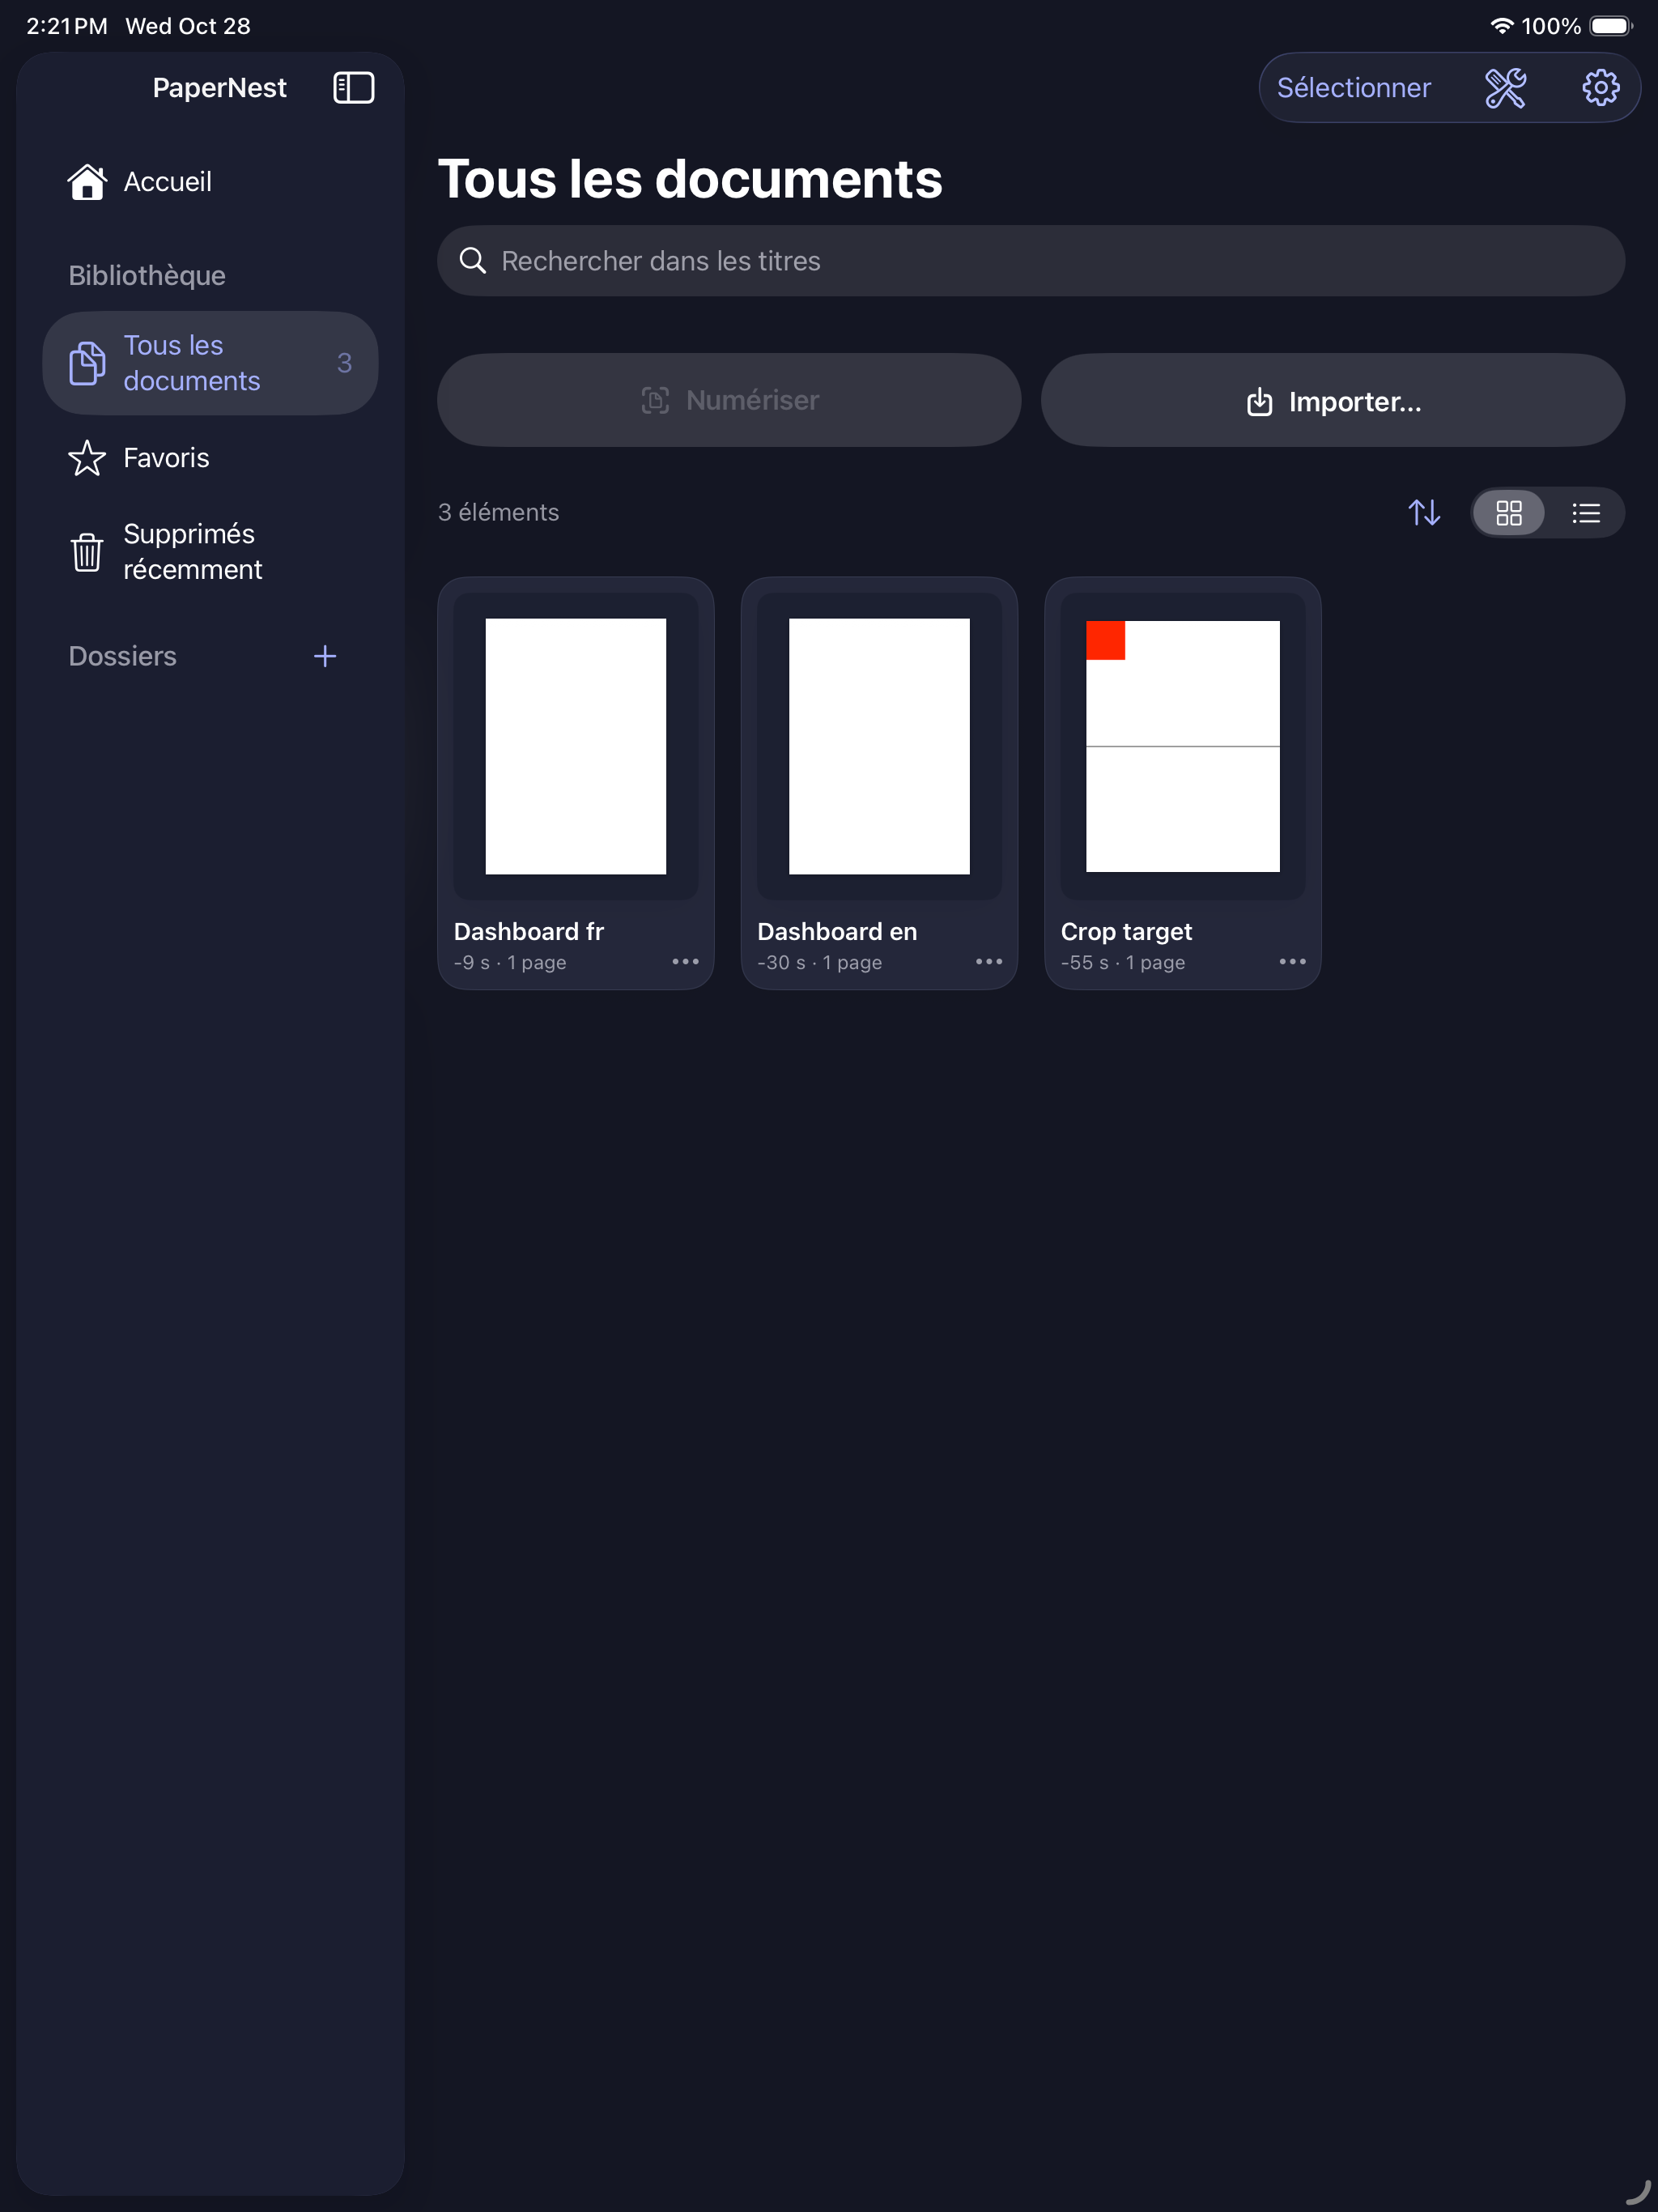 2:21 PM Wed Oct 28
100%
PaperNest
Sélectionner
Accueil
Bibliothèque
Tous les
documents
3
Favoris
Supprimés
récemment
Dossiers
Tous les documents
Rechercher dans les titres
Numériser
Importer...
3 éléments
Dashboard fr
-9 s · 1 page
Dashboard en
-30 s · 1 page
Crop target
-55 s · 1 page